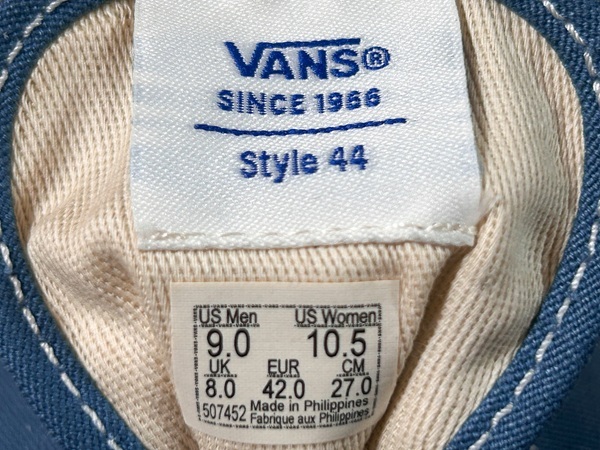 VANS®
SINCE 1966
Style 44
US Men US Women
9.0 10.5
UK EUR CM
8.0 42.0 27.0
507452 Made in Philippines
Fabrique aux Philippines